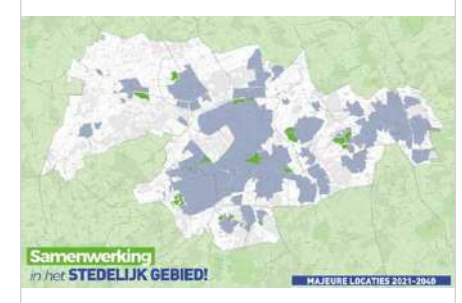 Samenwerking
in het STEDELIJK GEBIED!
MAJEURE LOCATIES 2021-2040